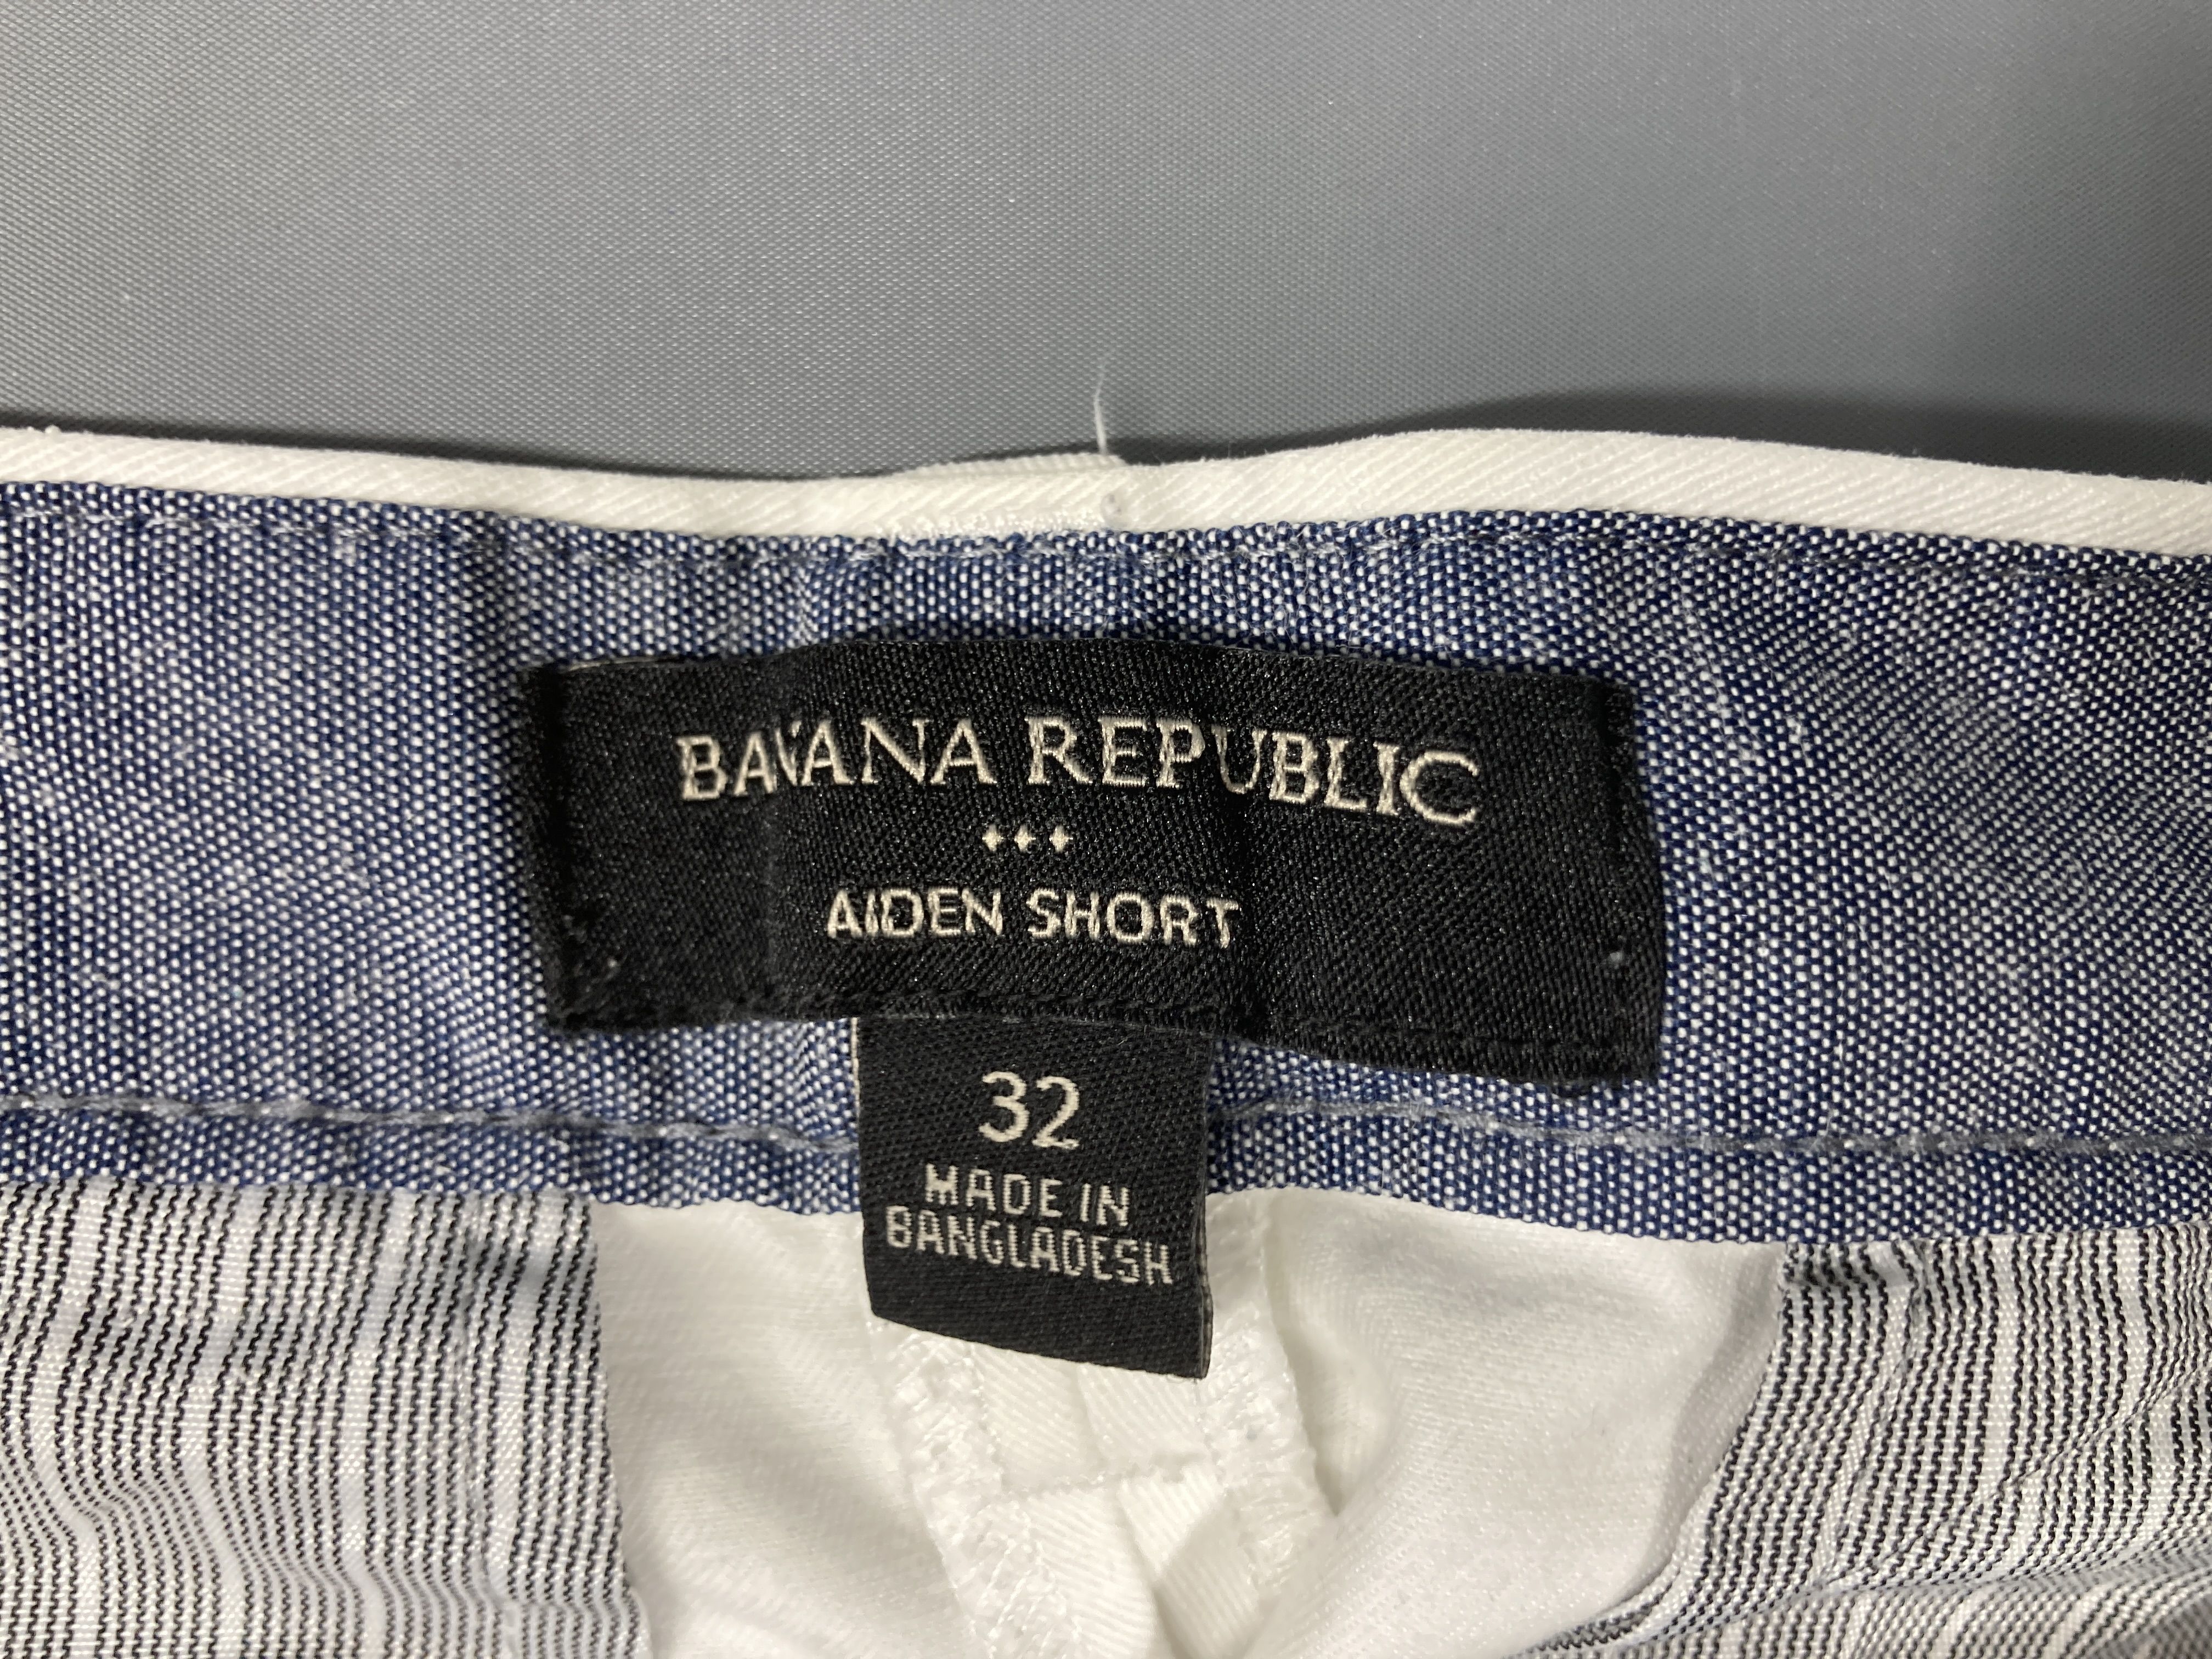 BANANA REPUBLIC
AIDEN SHORT
32
MADE IN
BANGLADESH